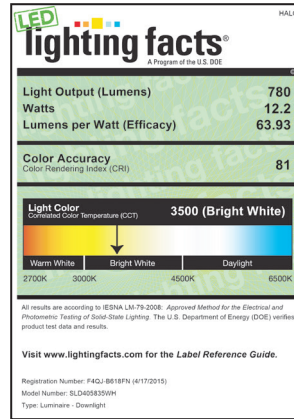 HALO
LED
lighting facts®
A Program of the U.S. DOE
Light Output (Lumens) 780
Watts 12.2
Lumens per Watt (Efficacy) 63.93
Color Accuracy 81
Color Rendering Index (CRI)
Light Color 3500 (Bright White)
Correlated Color Temperature (CCT)
Warm White Bright White Daylight
2700K 3000K 4500K 6500K
All results are according to IESNA LM-79-2008: Approved Method for the Electrical and
Photometric Testing of Solid-State Lighting. The U.S. Department of Energy (DOE) verifies
product test data and results.
Visit www.lightingfacts.com for the Label Reference Guide.
Registration Number: F4QJ-B618FN (4/17/2015)
Model Number: SLD405835WH
Type: Luminaire - Downlight